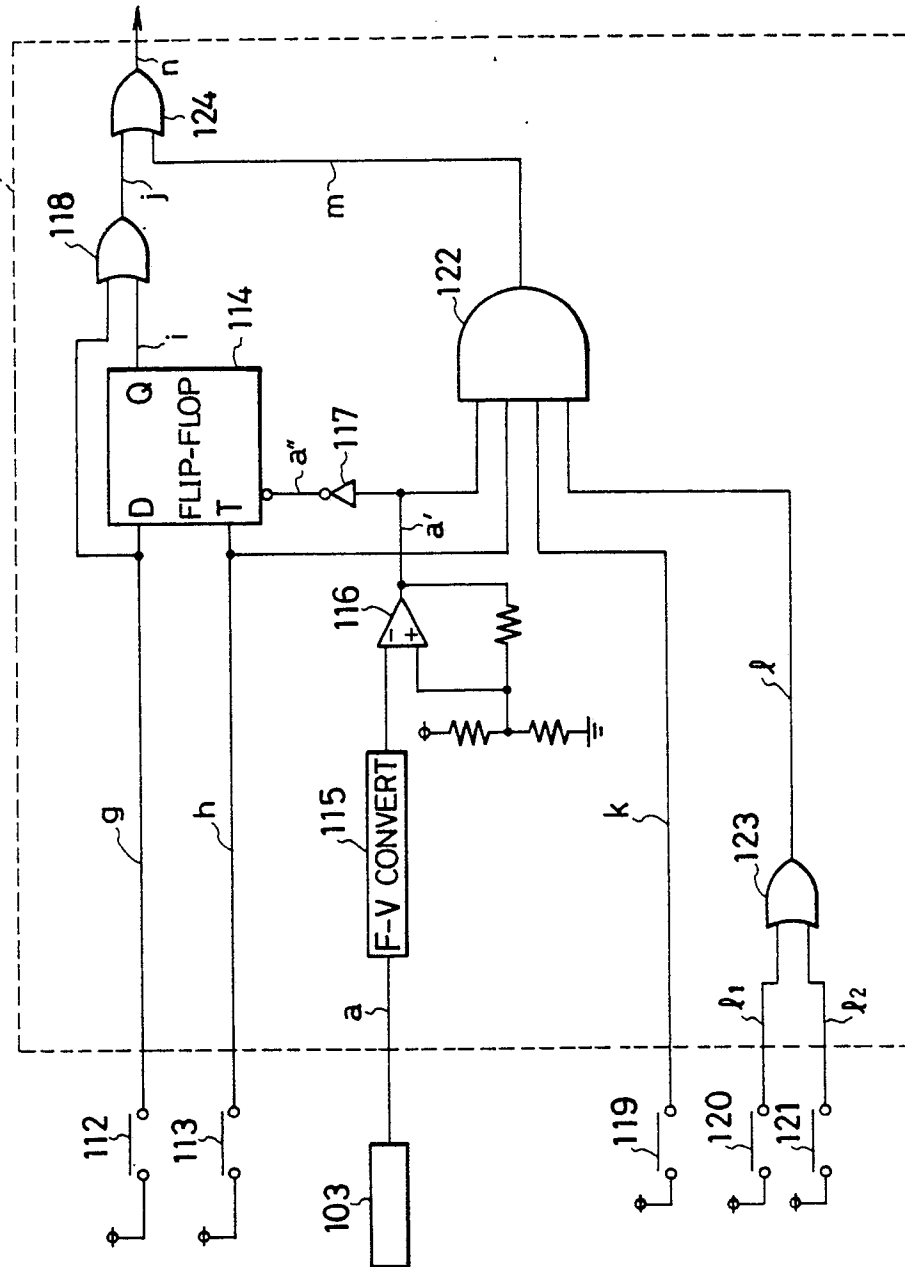 n
124
j
118
m
i
114
122
D Q
FLIP-FLOP
T
a"
117
a'
116
-
+
g
h
115
F-V CONVERT
k
ℓ
123
a
ℓ1
ℓ2
112
113
103
119
120
121